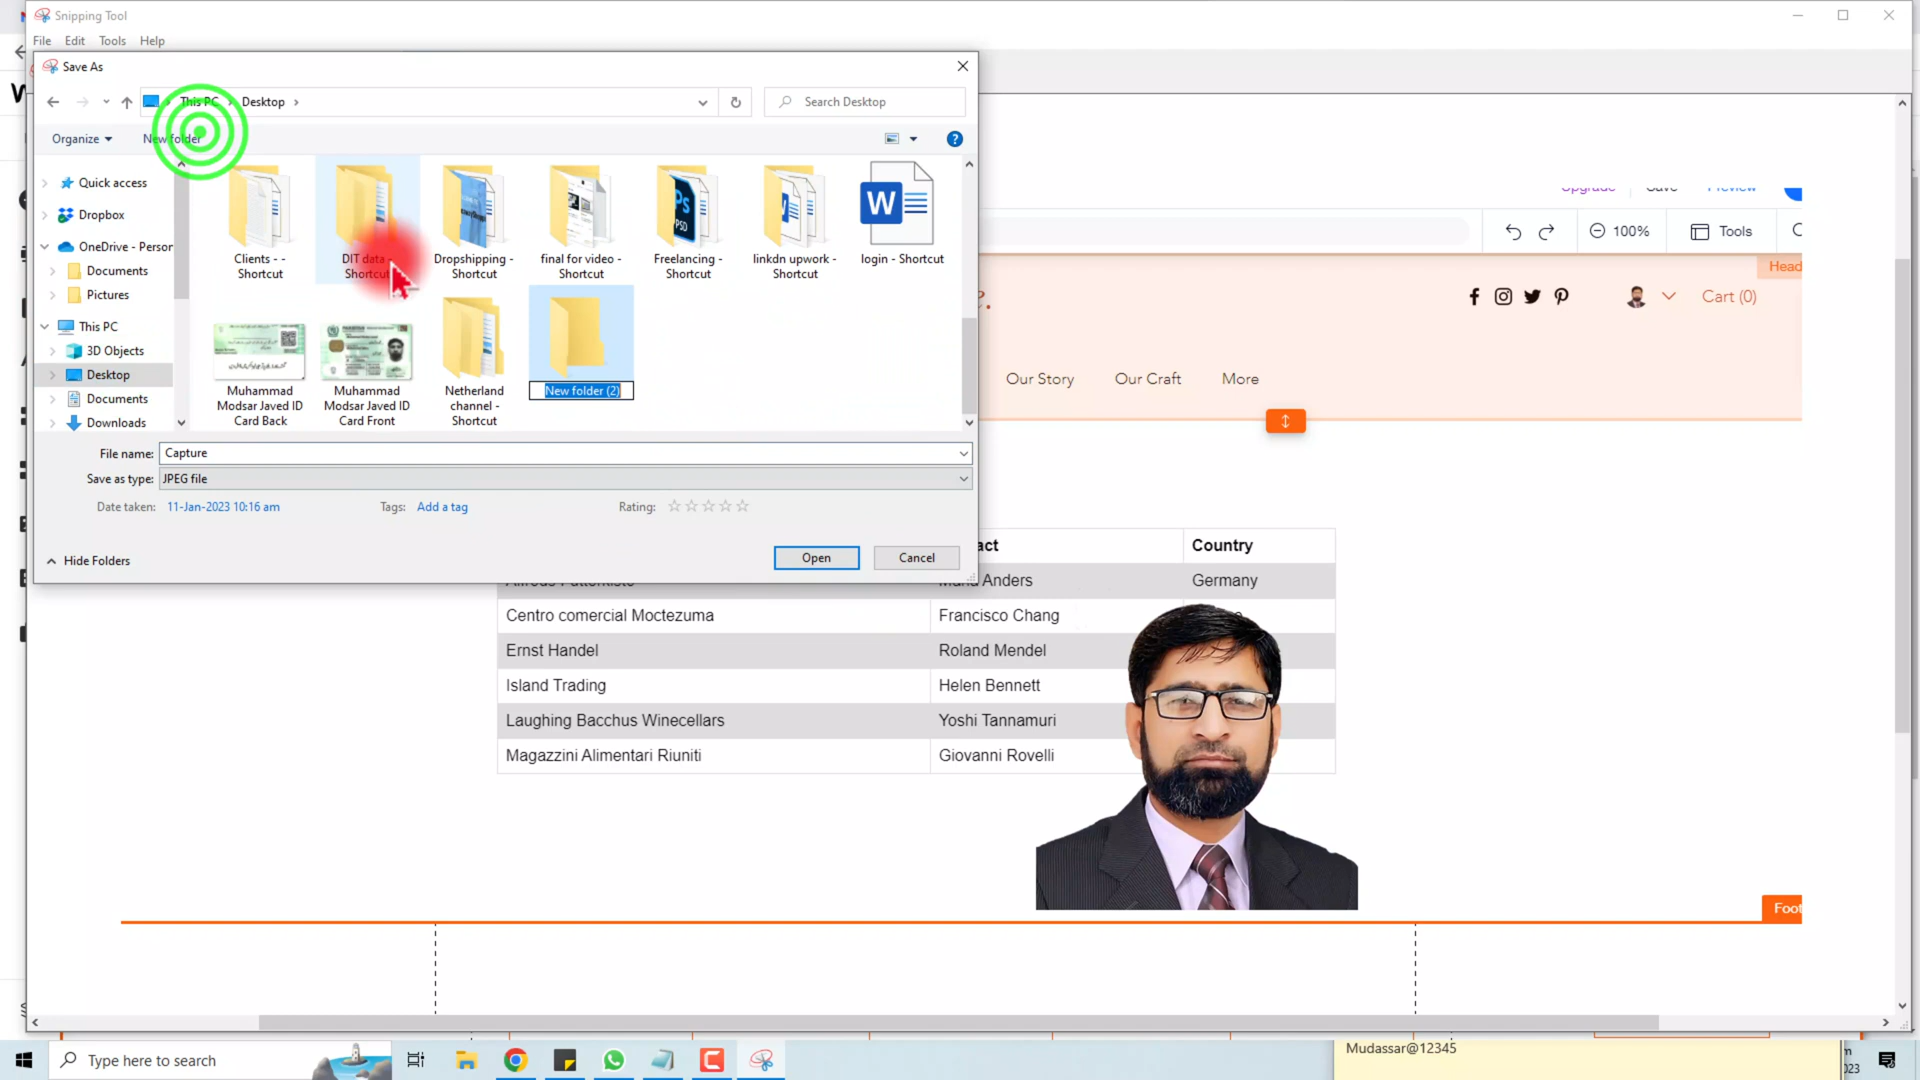 Snipping Tool
File Edit Tools Help
Save As
This PC Desktop
Search Desktop
Organize New folder
Quick access
Dropbox
OneDrive - Person
Documents
Pictures
This PC
3D Objects
Desktop
Documents
Downloads
Clients - -
Shortcut
DIT data -
Shortcut
Dropshipping -
Shortcut
final for video -
Shortcut
Freelancing -
Shortcut
linkdn upwork -
Shortcut
login - Shortcut
Muhammad
Modsar Javed ID
Card Back
Muhammad
Modsar Javed ID
Card Front
Netherland
channel -
Shortcut
New folder (2)
File name: Capture
Save as type: JPEG file
Date taken: 11-Jan-2023 10:16 am Tags: Add a tag Rating:
Hide Folders
Open Cancel
Upgrade Save Preview
100% Tools
Head
Cart (0)
Our Story Our Craft More
act Country
Anders Germany
Centro comercial Moctezuma Francisco Chang
Ernst Handel Roland Mendel
Island Trading Helen Bennett
Laughing Bacchus Winecellars Yoshi Tannamuri
Magazzini Alimentari Riuniti Giovanni Rovelli
Foot
Type here to search
Mudassar@12345